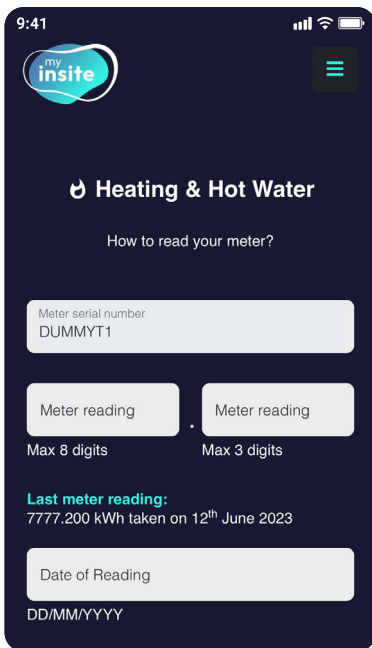 9:41
my
insite
Heating & Hot Water
How to read your meter?
Meter serial number
DUMMYT1
Meter reading . Meter reading
Max 8 digits Max 3 digits
Last meter reading:
7777.200 kWh taken on 12th June 2023
Date of Reading
DD/MM/YYYY